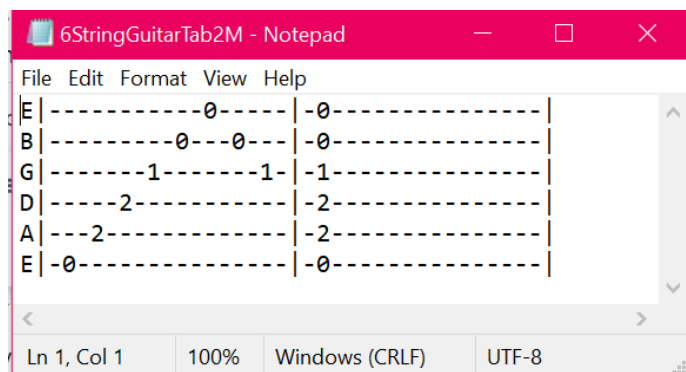 6StringGuitarTab2M - Notepad
File Edit Format View Help
E|-----------0-----|-0---------------|
B|---------0---0---|-0---------------|
G|-------1-------1-|-1---------------|
D|-----2-----------|-2---------------|
A|---2-------------|-2---------------|
E|-0---------------|-0---------------|
Ln 1, Col 1 100% Windows (CRLF) UTF-8